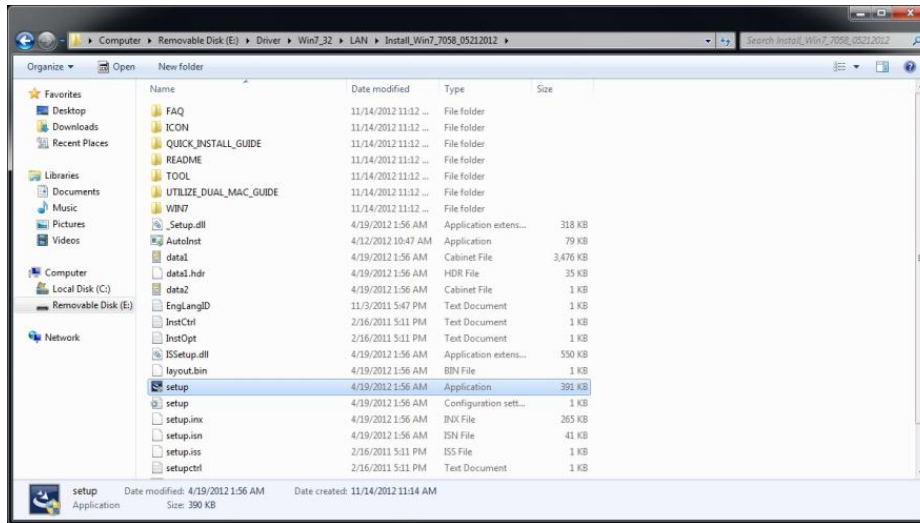 Computer ▸ Removable Disk (E:) ▸ Driver ▸ Win7_32 ▸ LAN ▸ Install_Win7_7058_05212012 ▸ Search Install_Win7_7058_05212012
Organize Open New folder
Name Date modified Type Size
Favorites
Desktop
Downloads
Recent Places
Libraries
Documents
Music
Pictures
Videos
Computer
Local Disk (C:)
Removable Disk (E:)
Network
FAQ 11/14/2012 11:12 ... File folder
ICON 11/14/2012 11:12 ... File folder
QUICK_INSTALL_GUIDE 11/14/2012 11:12 ... File folder
README 11/14/2012 11:12 ... File folder
TOOL 11/14/2012 11:12 ... File folder
UTILIZE_DUAL_MAC_GUIDE 11/14/2012 11:12 ... File folder
WIN7 11/14/2012 11:12 ... File folder
_Setup.dll 4/19/2012 1:56 AM Application extens... 318 KB
AutoInst 4/12/2012 10:47 AM Application 79 KB
data1 4/19/2012 1:56 AM Cabinet File 3,476 KB
data1.hdr 4/19/2012 1:56 AM HDR File 35 KB
data2 4/19/2012 1:56 AM Cabinet File 1 KB
EngLangID 11/3/2011 5:47 PM Text Document 1 KB
InstCtrl 2/16/2011 5:11 PM Text Document 1 KB
InstOpt 2/16/2011 5:11 PM Text Document 1 KB
ISSetup.dll 4/19/2012 1:56 AM Application extens... 550 KB
layout.bin 4/19/2012 1:56 AM BIN File 1 KB
setup 4/19/2012 1:56 AM Application 391 KB
setup 4/19/2012 1:56 AM Configuration sett... 1 KB
setup.inx 4/19/2012 1:56 AM INX File 265 KB
setup.isn 4/19/2012 1:56 AM ISN File 41 KB
setup.iss 2/16/2011 5:11 PM ISS File 1 KB
setupctrl 2/16/2011 5:11 PM Text Document 1 KB
setup Date modified: 4/19/2012 1:56 AM Date created: 11/14/2012 11:14 AM
Application Size: 390 KB